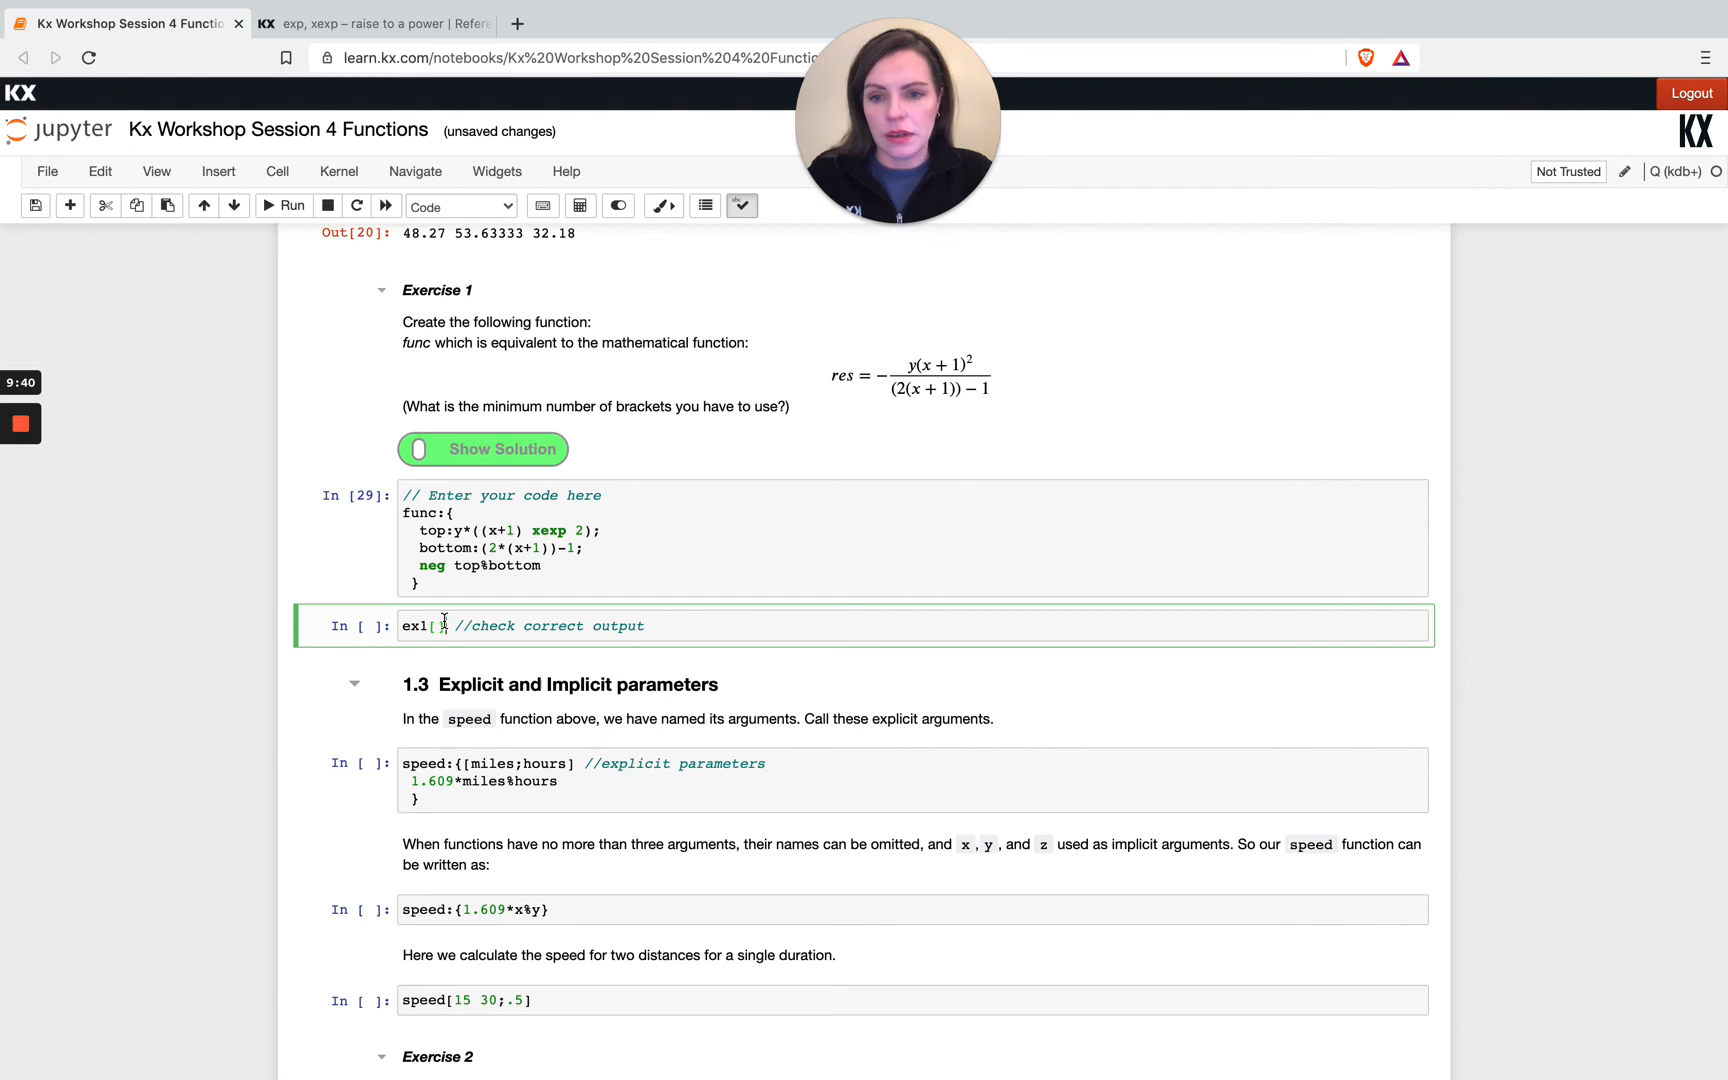 Kx Workshop Session 4 Functio
KX exp, xexp – raise to a power | Refere
learn.kx.com/notebooks/Kx%20Workshop%20Session%204%20Functio
KX
Logout
jupyter Kx Workshop Session 4 Functions (unsaved changes)
KX
File Edit View Insert Cell Kernel Navigate Widgets Help
Not Trusted
Q (kdb+)
Run
Code
Out[20]: 48.27 53.63333 32.18
Exercise 1
Create the following function:
func which is equivalent to the mathematical function:
res = − y(x + 1)² / (2(x + 1)) − 1
9:40
(What is the minimum number of brackets you have to use?)
Show Solution
In [29]: // Enter your code here
func:{
top:y*((x+1) xexp 2);
bottom:(2*(x+1))-1;
neg top%bottom
}
In [ ]: ex1[] //check correct output
1.3 Explicit and Implicit parameters
In the speed function above, we have named its arguments. Call these explicit arguments.
In [ ]: speed:{[miles;hours] //explicit parameters
1.609*miles%hours
}
When functions have no more than three arguments, their names can be omitted, and x , y , and z used as implicit arguments. So our speed function can
be written as:
In [ ]: speed:{1.609*x%y}
Here we calculate the speed for two distances for a single duration.
In [ ]: speed[15 30;.5]
Exercise 2